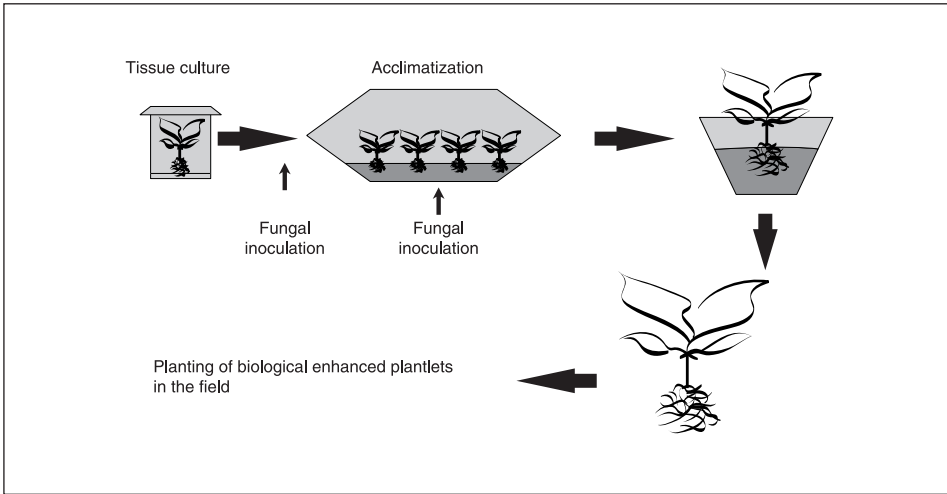 Tissue culture
Acclimatization
Fungal
inoculation
Fungal
inoculation
Planting of biological enhanced plantlets
in the field